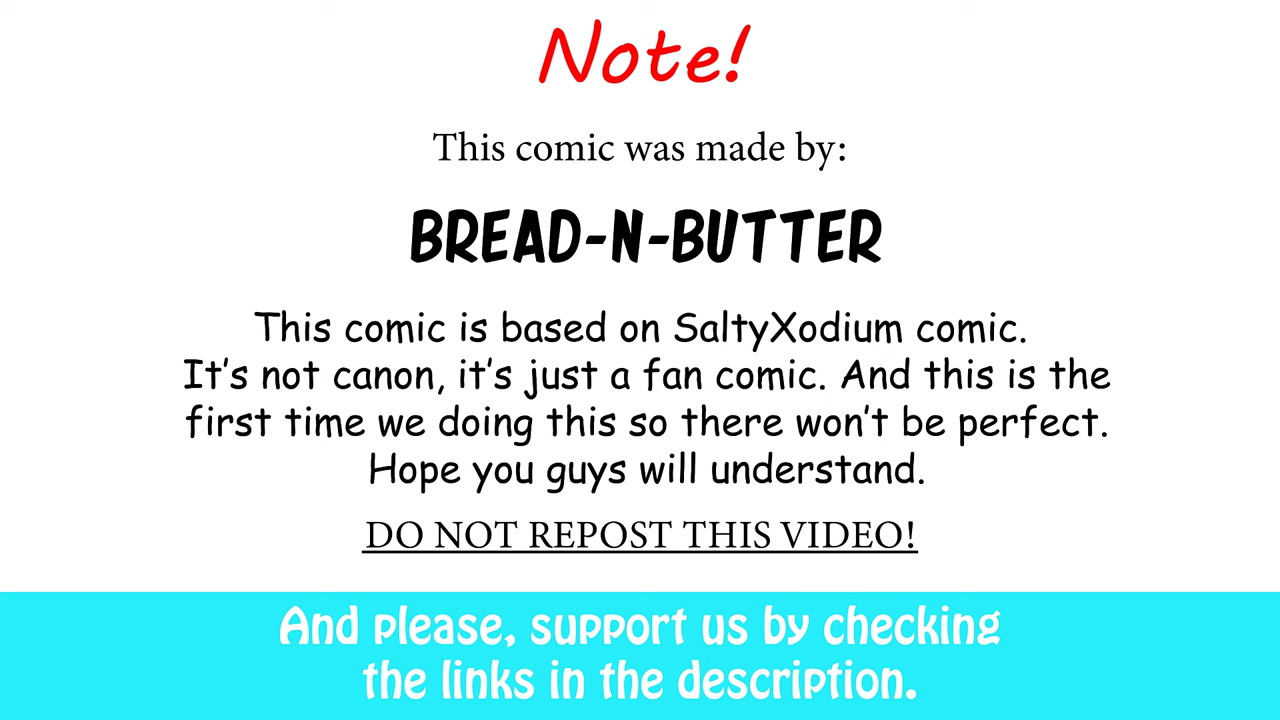 Note!
This comic was made by:
BREAD-N-BUTTER
This comic is based on SaltyXodium comic.
It's not canon, it's just a fan comic. And this is the
first time we doing this so there won't be perfect.
Hope you guys will understand.
DO NOT REPOST THIS VIDEO!
And please, support us by checking
the links in the description.